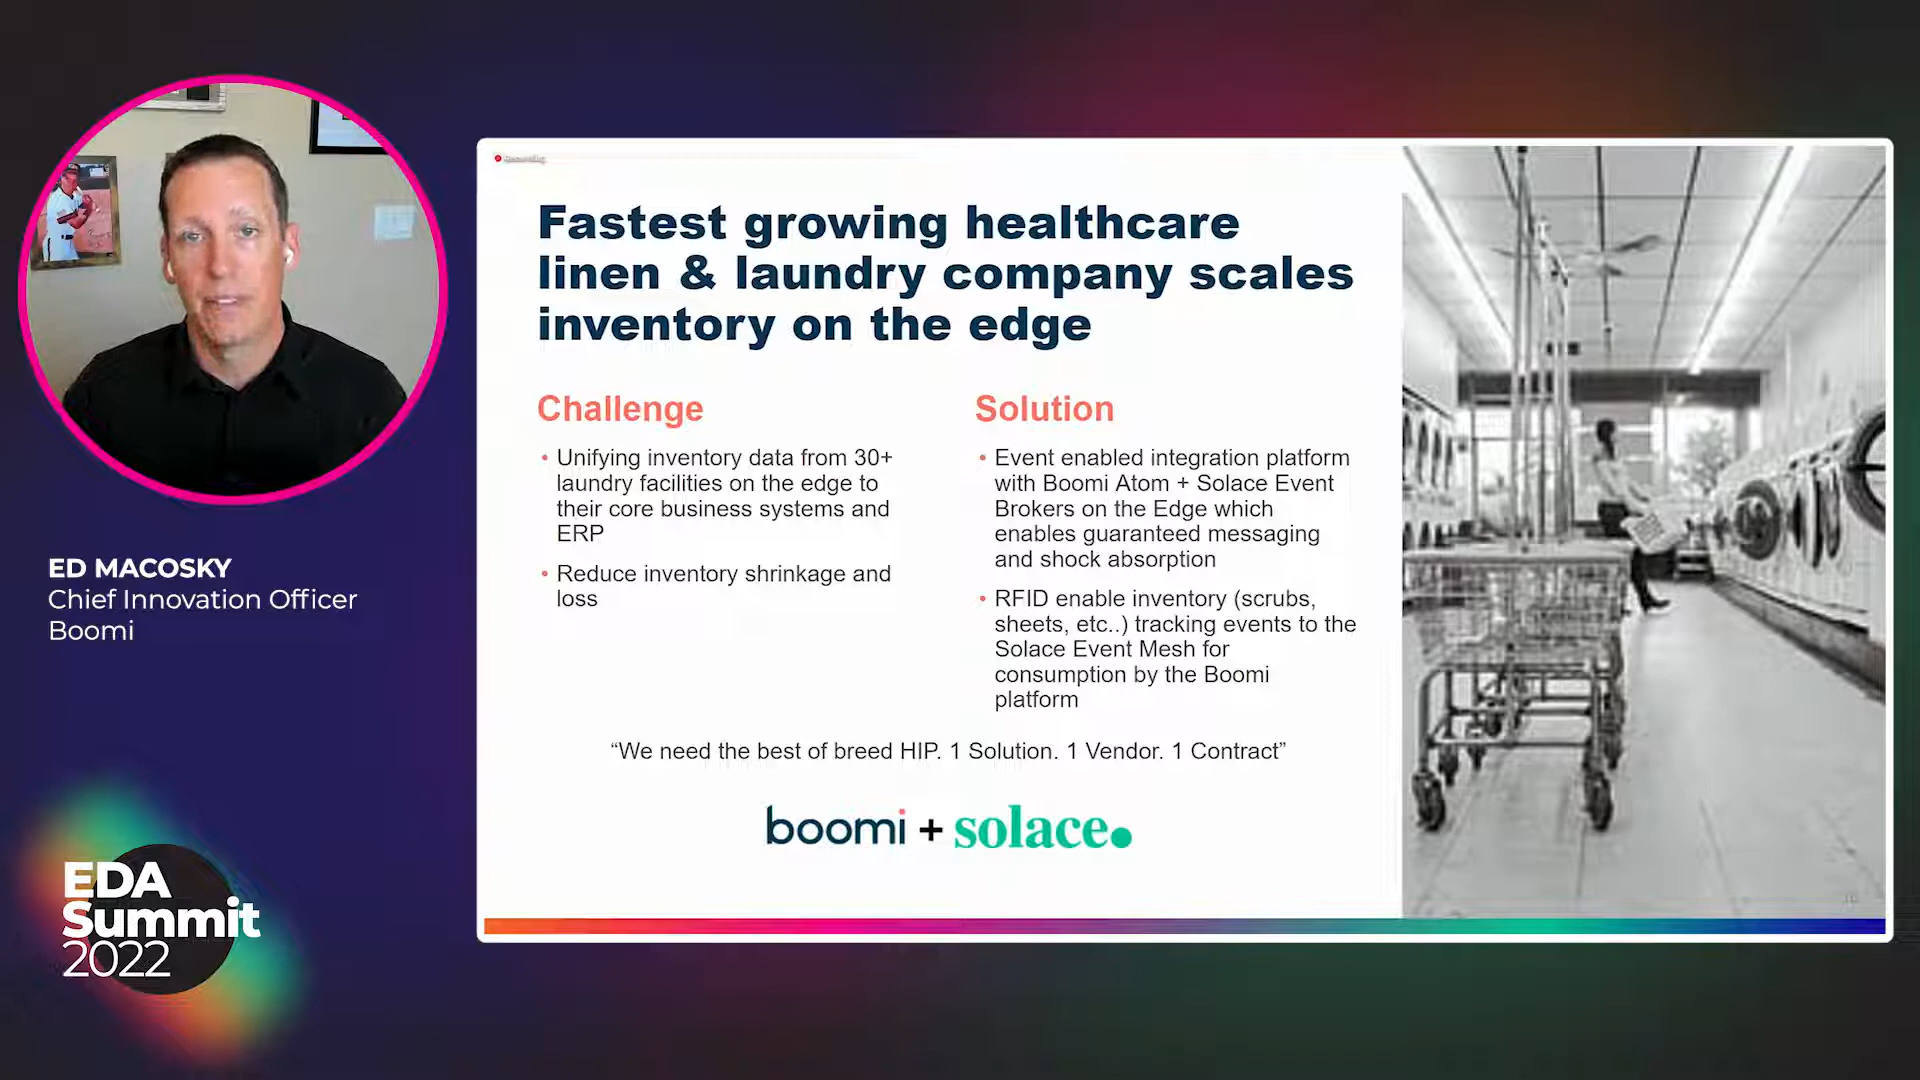 Recording
Fastest growing healthcare
linen & laundry company scales
inventory on the edge
Challenge
• Unifying inventory data from 30+
laundry facilities on the edge to
their core business systems and
ERP
• Reduce inventory shrinkage and
loss
Solution
• Event enabled integration platform
with Boomi Atom + Solace Event
Brokers on the Edge which
enables guaranteed messaging
and shock absorption
• RFID enable inventory (scrubs,
sheets, etc..) tracking events to the
Solace Event Mesh for
consumption by the Boomi
platform
“We need the best of breed HIP. 1 Solution. 1 Vendor. 1 Contract”
boomi + solace.
ED MACOSKY
Chief Innovation Officer
Boomi
EDA
Summit
2022